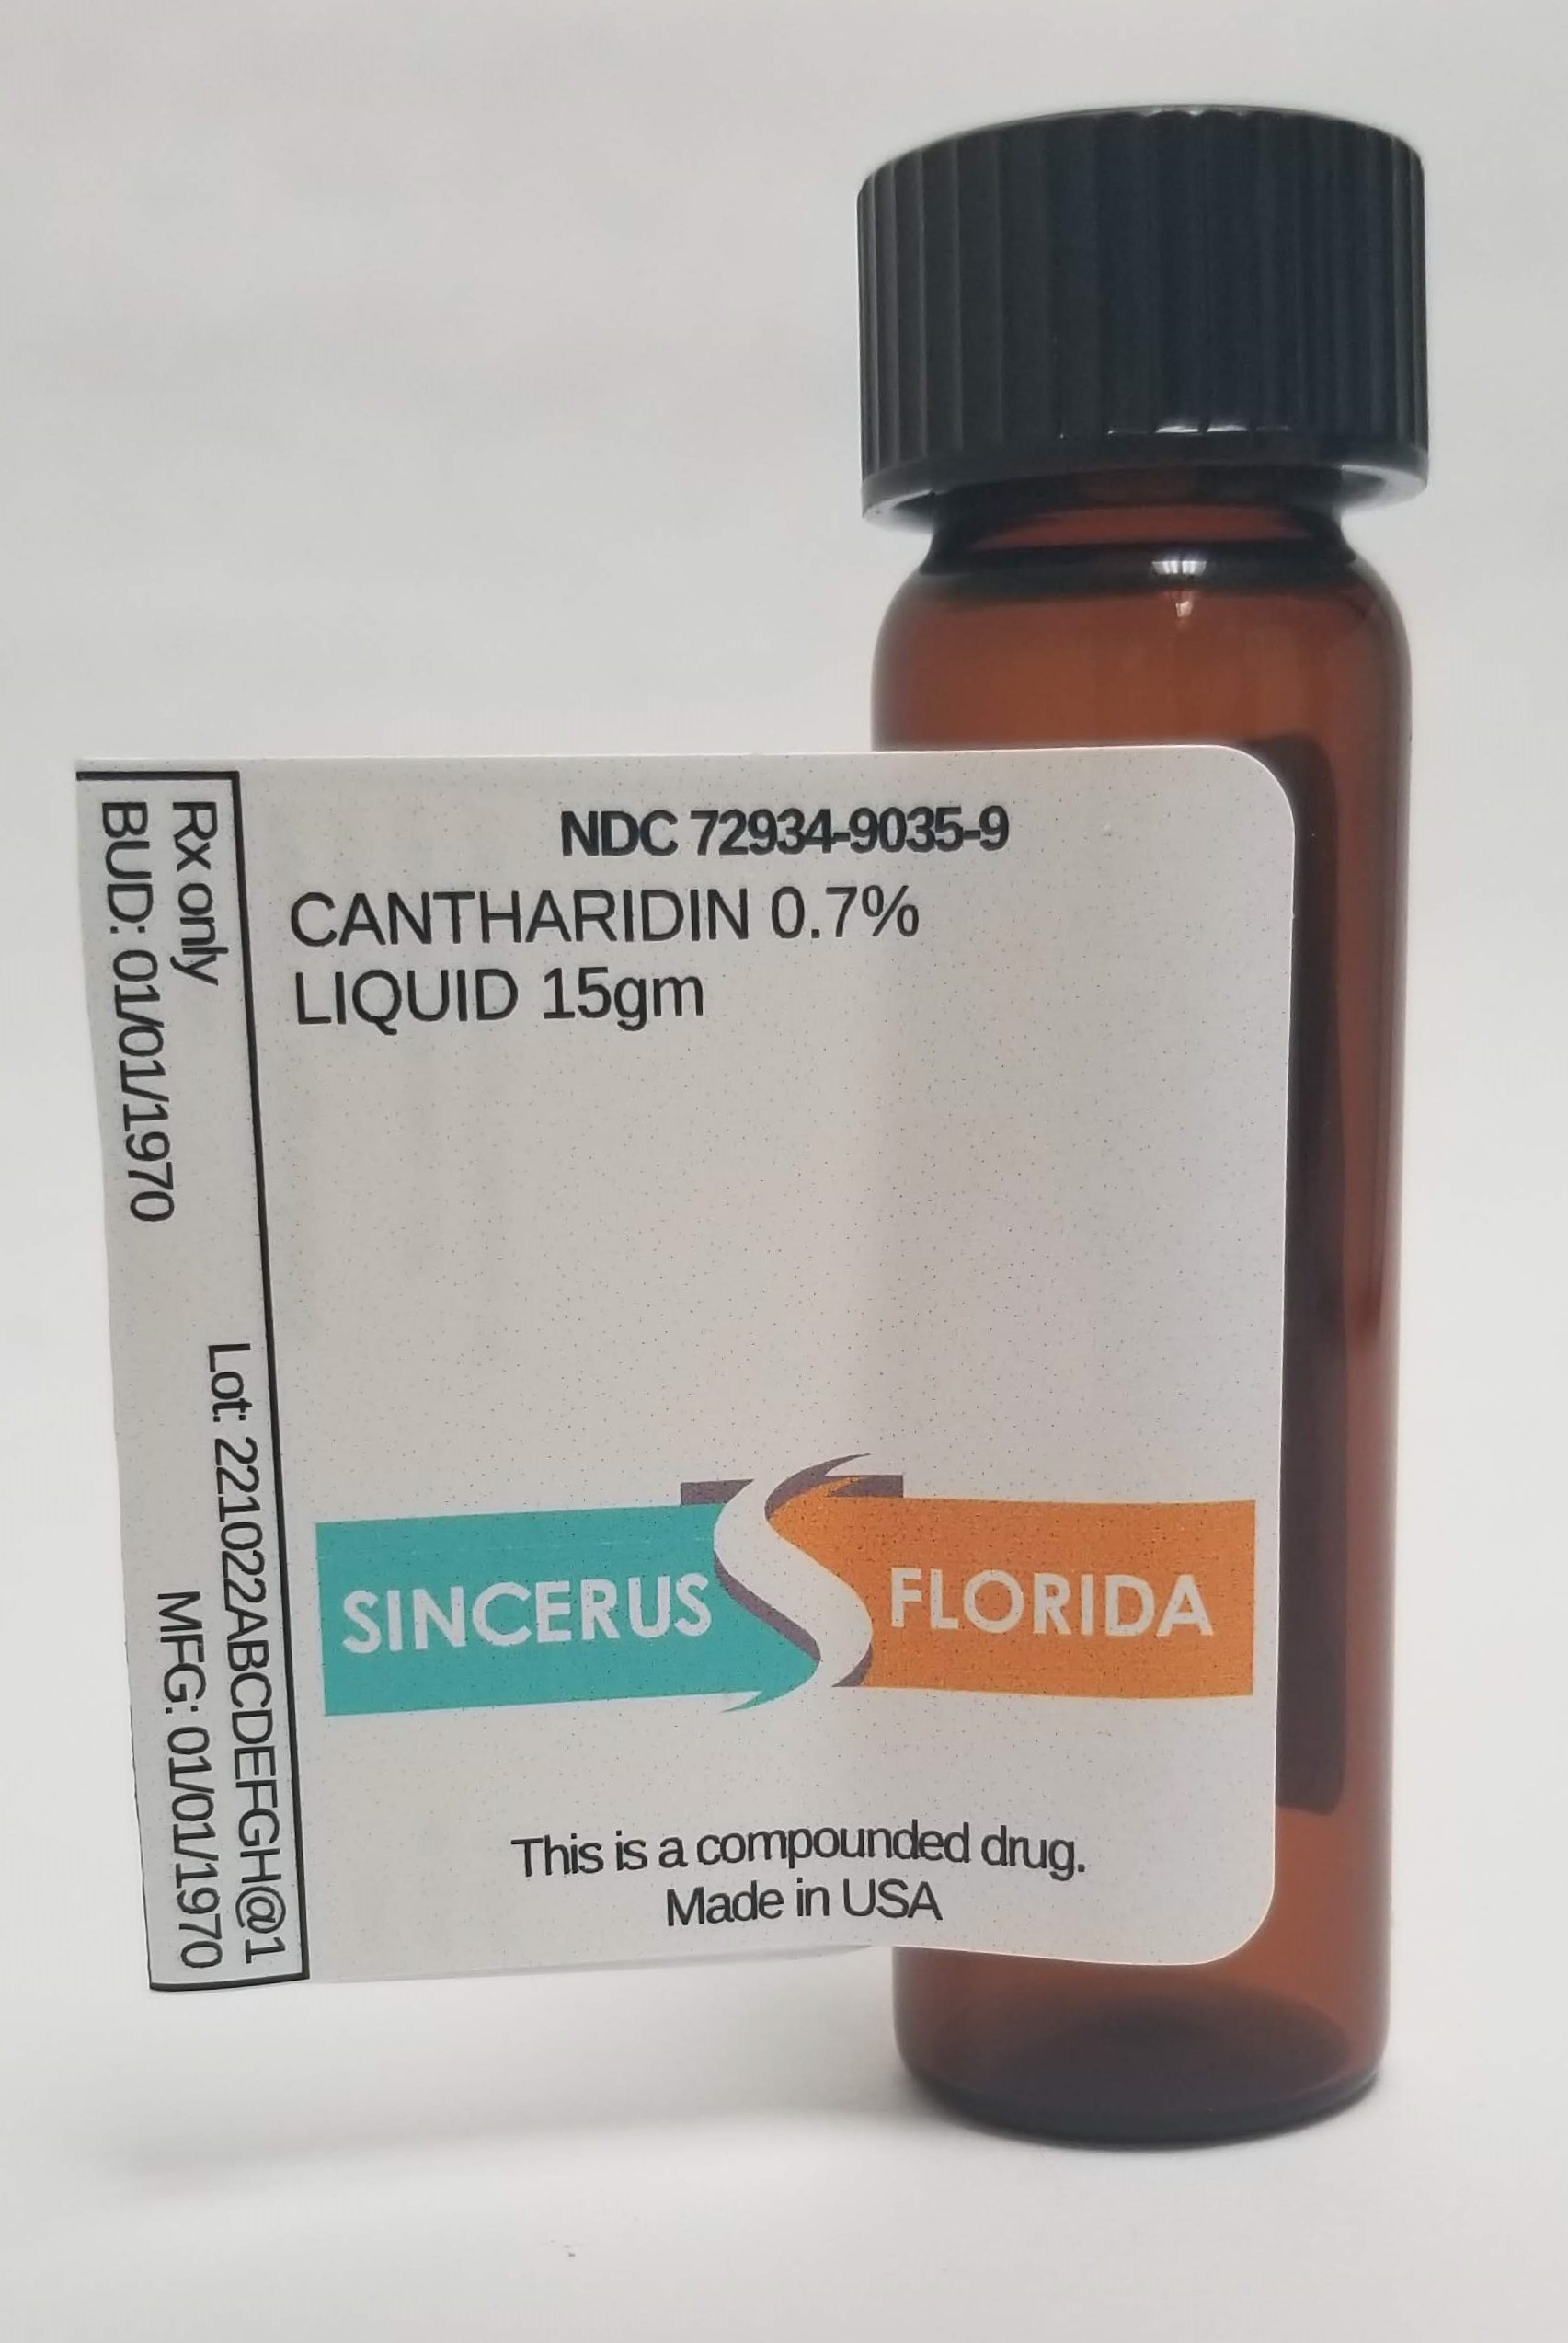 NDC 72934-9035-9
CANTHARIDIN 0.7%
LIQUID 15gm
SINCERUS FLORIDA
This is a compounded drug.
Made in USA
Rx only
Lot: 221022ABCDEFGH@1
BUD: 01/01/1970
MFG: 01/01/1970